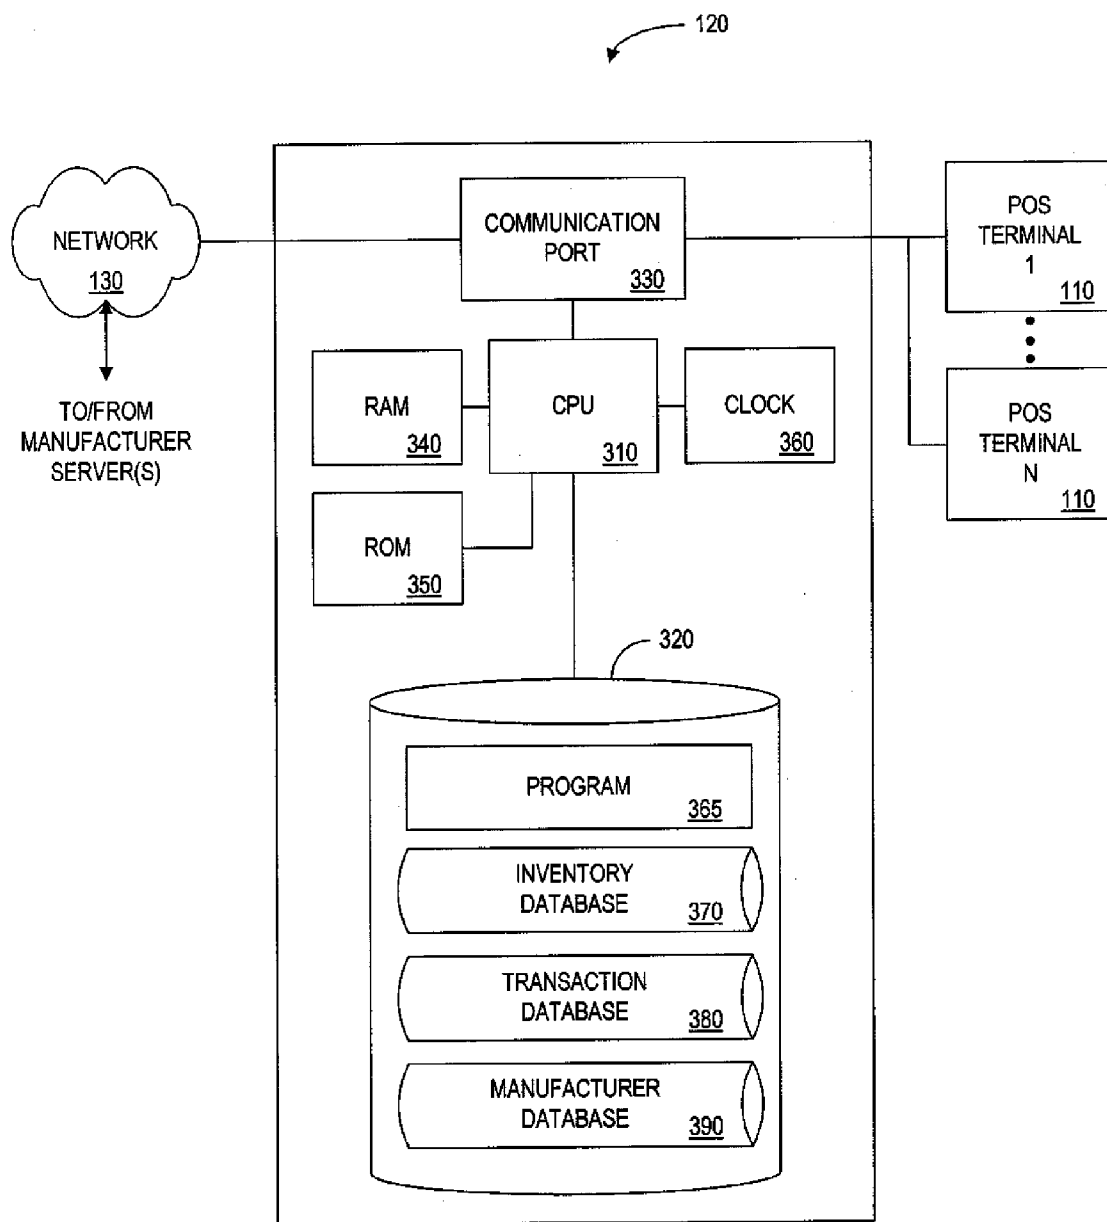 120
NETWORK
130
TO/FROM
MANUFACTURER
SERVER(S)
COMMUNICATION
PORT
330
POS
TERMINAL
1
110
RAM
340
CPU
310
CLOCK
360
POS
TERMINAL
N
110
ROM
350
320
PROGRAM
365
INVENTORY
DATABASE
370
TRANSACTION
DATABASE
380
MANUFACTURER
DATABASE
390